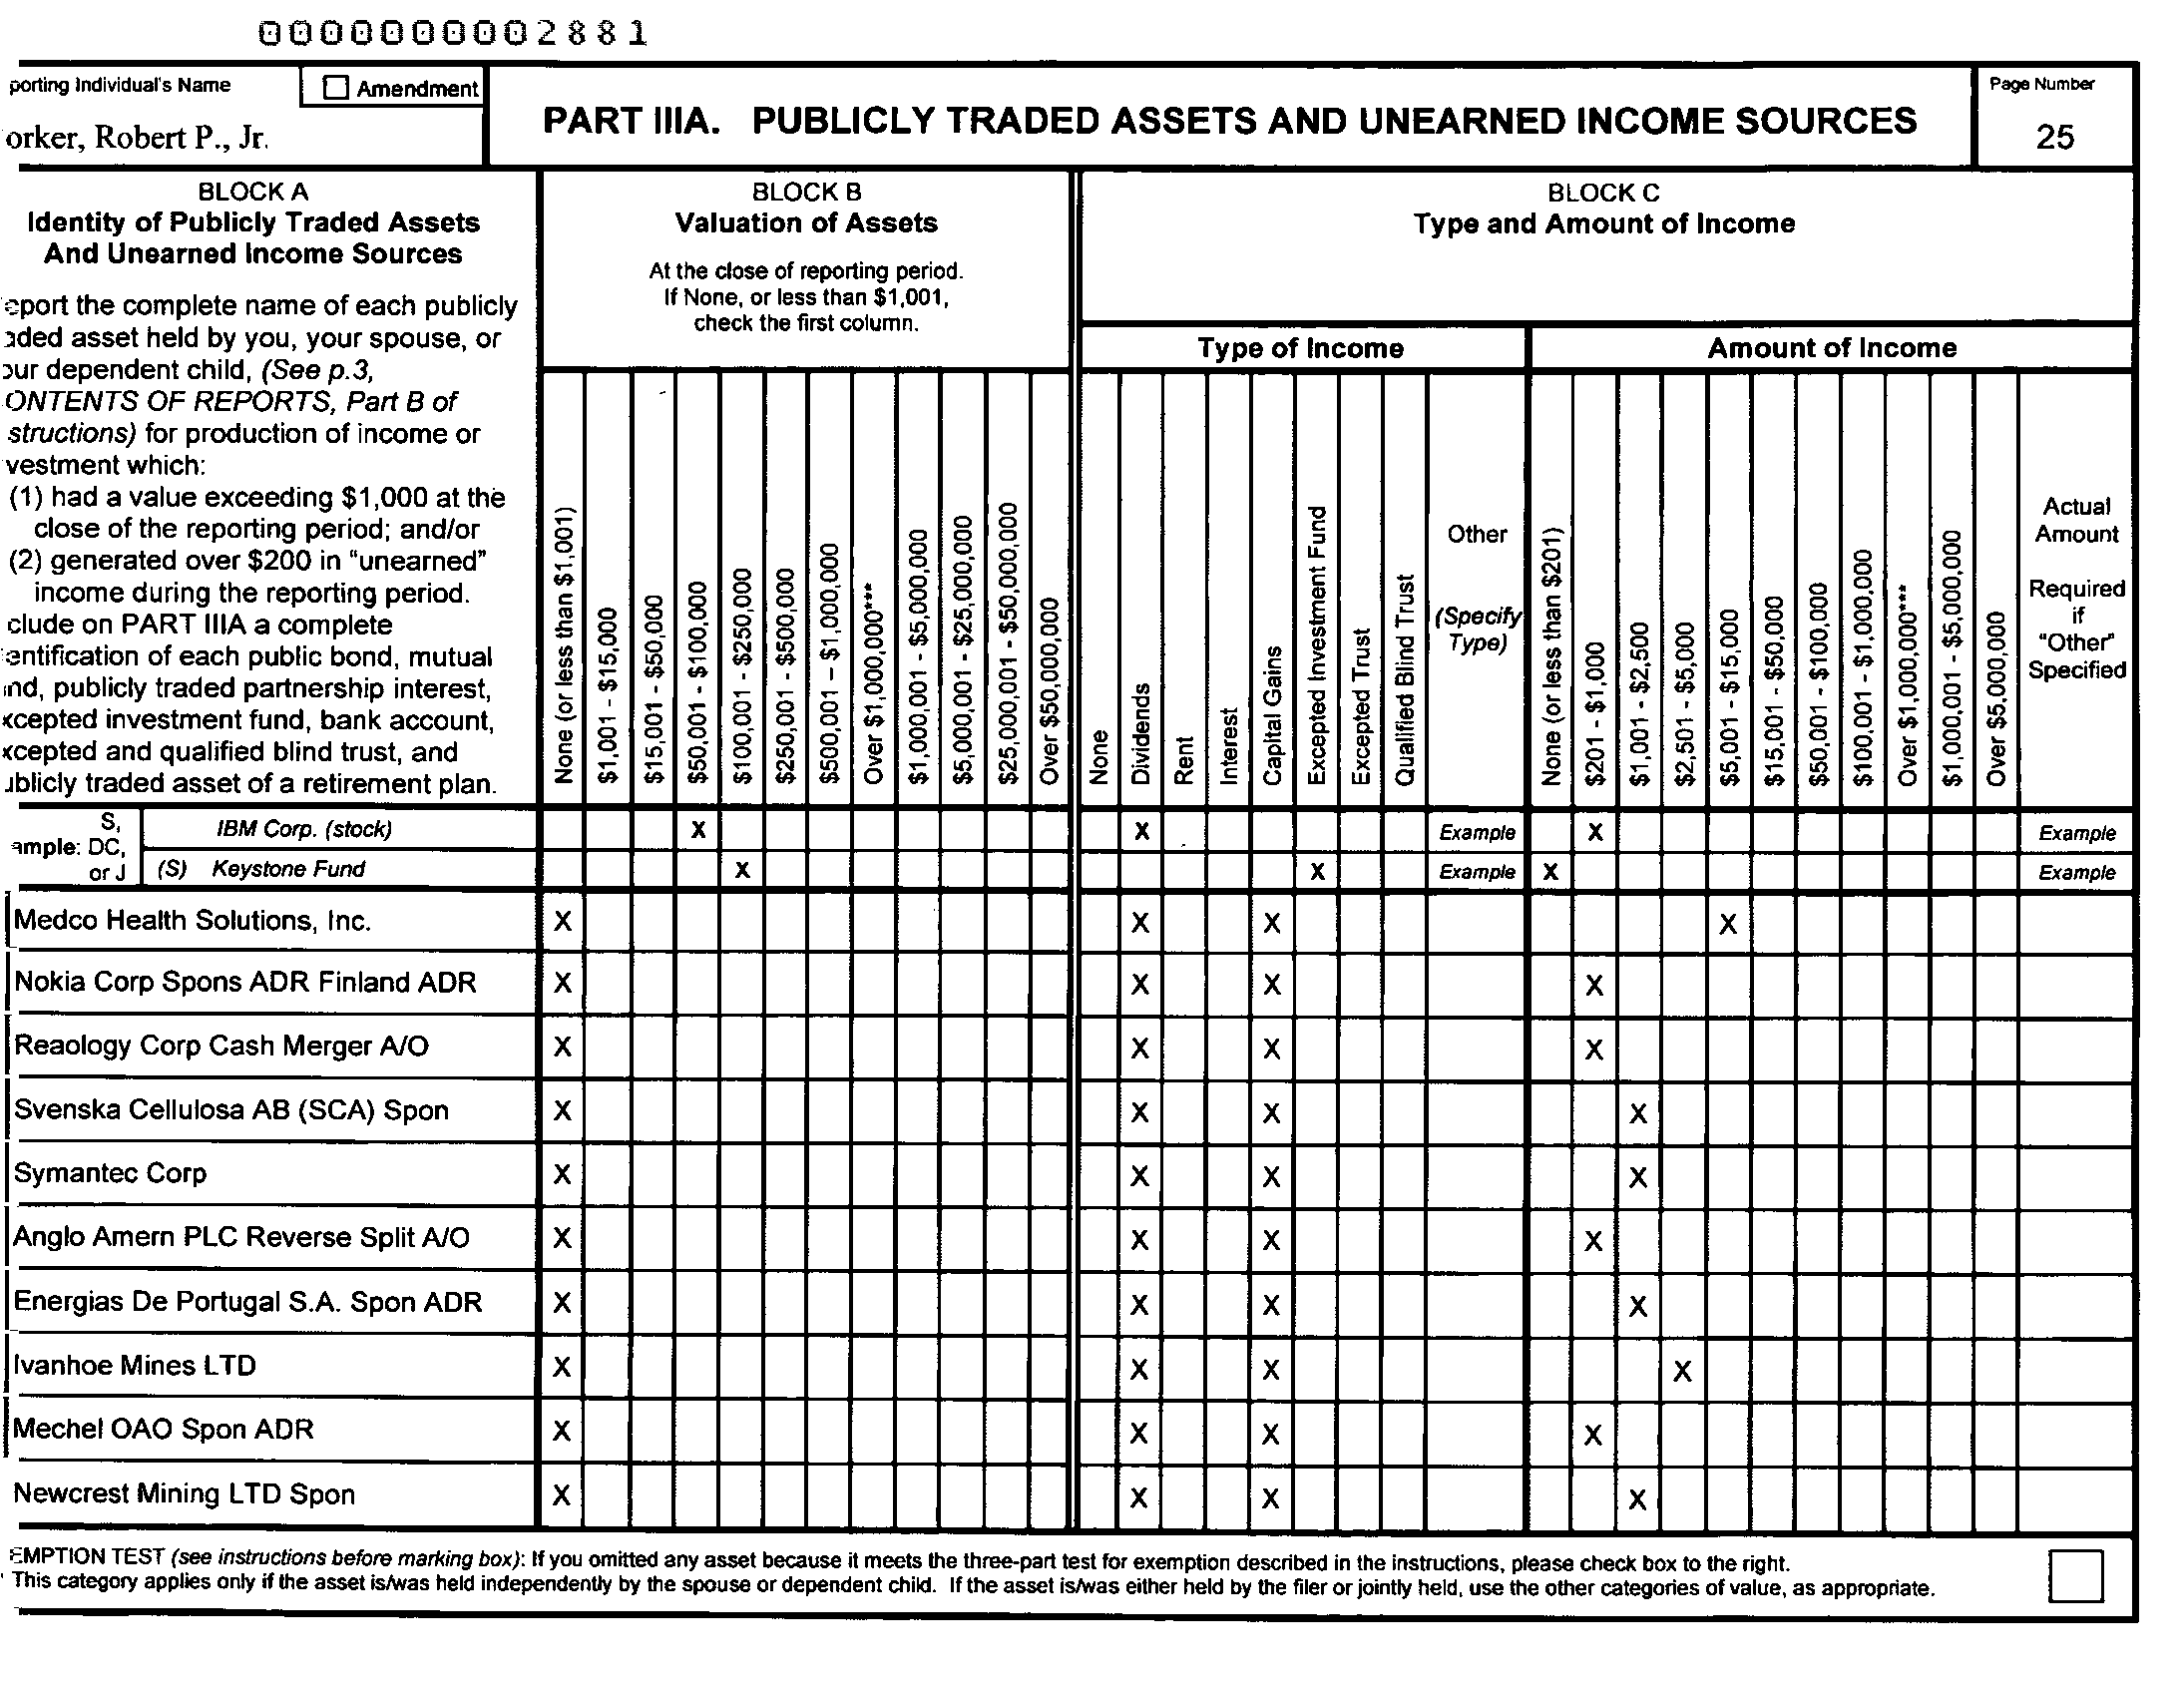 0000000002881
porting Individual's Name
Amendment
orker, Robert P., Jr.
PART IIIA. PUBLICLY TRADED ASSETS AND UNEARNED INCOME SOURCES
Page Number
25
BLOCK A
Identity of Publicly Traded Assets
And Unearned Income Sources
eport the complete name of each publicly
aded asset held by you, your spouse, or
our dependent child, (See p.3,
ONTENTS OF REPORTS, Part B of
structions) for production of income or
vestment which:
(1) had a value exceeding $1,000 at the
close of the reporting period; and/or
(2) generated over $200 in "unearned"
income during the reporting period.
clude on PART IIIA a complete
entification of each public bond, mutual
nd, publicly traded partnership interest,
xcepted investment fund, bank account,
xcepted and qualified blind trust, and
ublicly traded asset of a retirement plan.
BLOCK B
Valuation of Assets
At the close of reporting period.
If None, or less than $1,001,
check the first column.
None (or less than $1,001)
$1,001 - $15,000
$15,001 - $50,000
$50,001 - $100,000
$100,001 - $250,000
$250,001 - $500,000
$500,001 – $1,000,000
Over $1,000,000***
$1,000,001 - $5,000,000
$5,000,001 - $25,000,000
$25,000,001 - $50,000,000
Over $50,000,000
BLOCK C
Type and Amount of Income
Type of Income
None
Dividends
Rent
Interest
Capital Gains
Excepted Investment Fund
Excepted Trust
Qualified Blind Trust
Other
(Specify
Type)
Amount of Income
None (or less than $201)
$201 - $1,000
$1,001 - $2,500
$2,501 - $5,000
$5,001 - $15,000
$15,001 - $50,000
$50,001 - $100,000
$100,001 - $1,000,000
Over $1,000,000***
$1,000,001 - $5,000,000
Over $5,000,000
Actual
Amount
Required
if
"Other"
Specified
ample: S, DC, or J
IBM Corp. (stock) X X Example X Example
(S) Keystone Fund X X Example X Example
Medco Health Solutions, Inc. X X X X
Nokia Corp Spons ADR Finland ADR X X X X
Reaology Corp Cash Merger A/O X X X X
Svenska Cellulosa AB (SCA) Spon X X X X
Symantec Corp X X X X
Anglo Amern PLC Reverse Split A/O X X X X
Energias De Portugal S.A. Spon ADR X X X X
Ivanhoe Mines LTD X X X X
Mechel OAO Spon ADR X X X X
Newcrest Mining LTD Spon X X X X
EMPTION TEST (see instructions before marking box): If you omitted any asset because it meets the three-part test for exemption described in the instructions, please check box to the right.
This category applies only if the asset is/was held independently by the spouse or dependent child. If the asset is/was either held by the filer or jointly held, use the other categories of value, as appropriate.